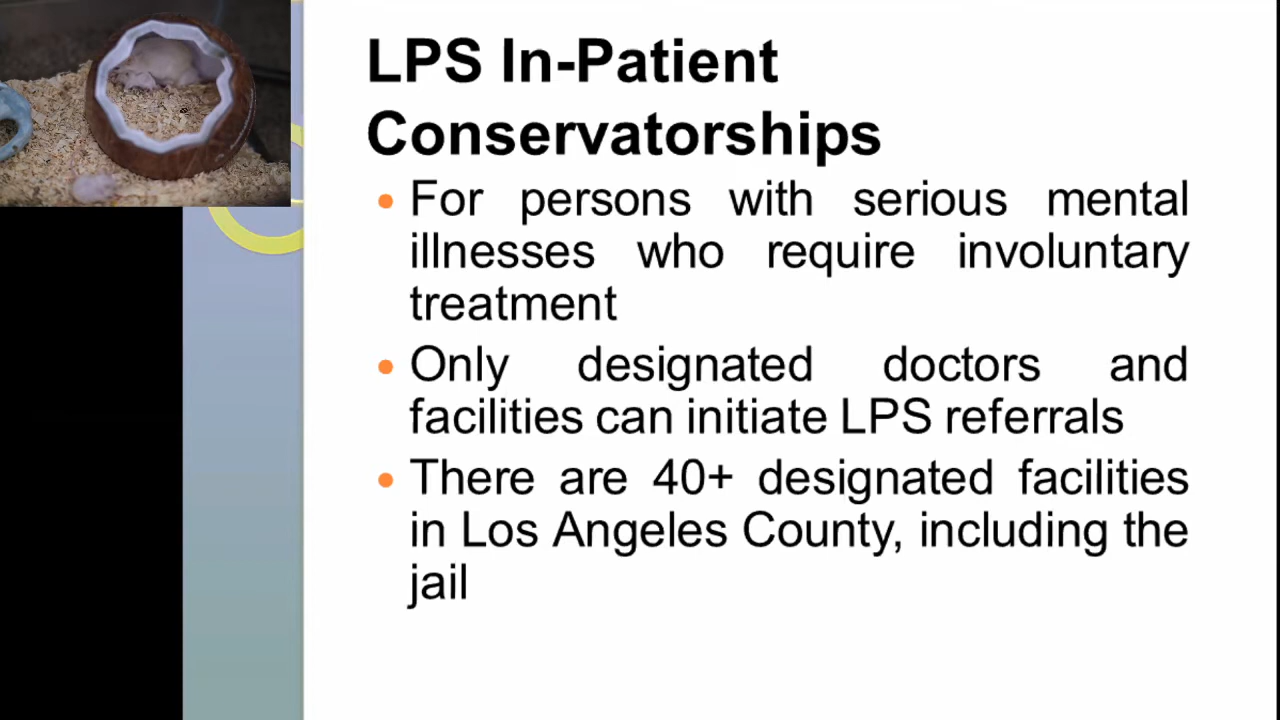 LPS In-Patient
Conservatorships
For persons with serious mental
illnesses who require involuntary
treatment
Only designated doctors and
facilities can initiate LPS referrals
There are 40+ designated facilities
in Los Angeles County, including the
jail